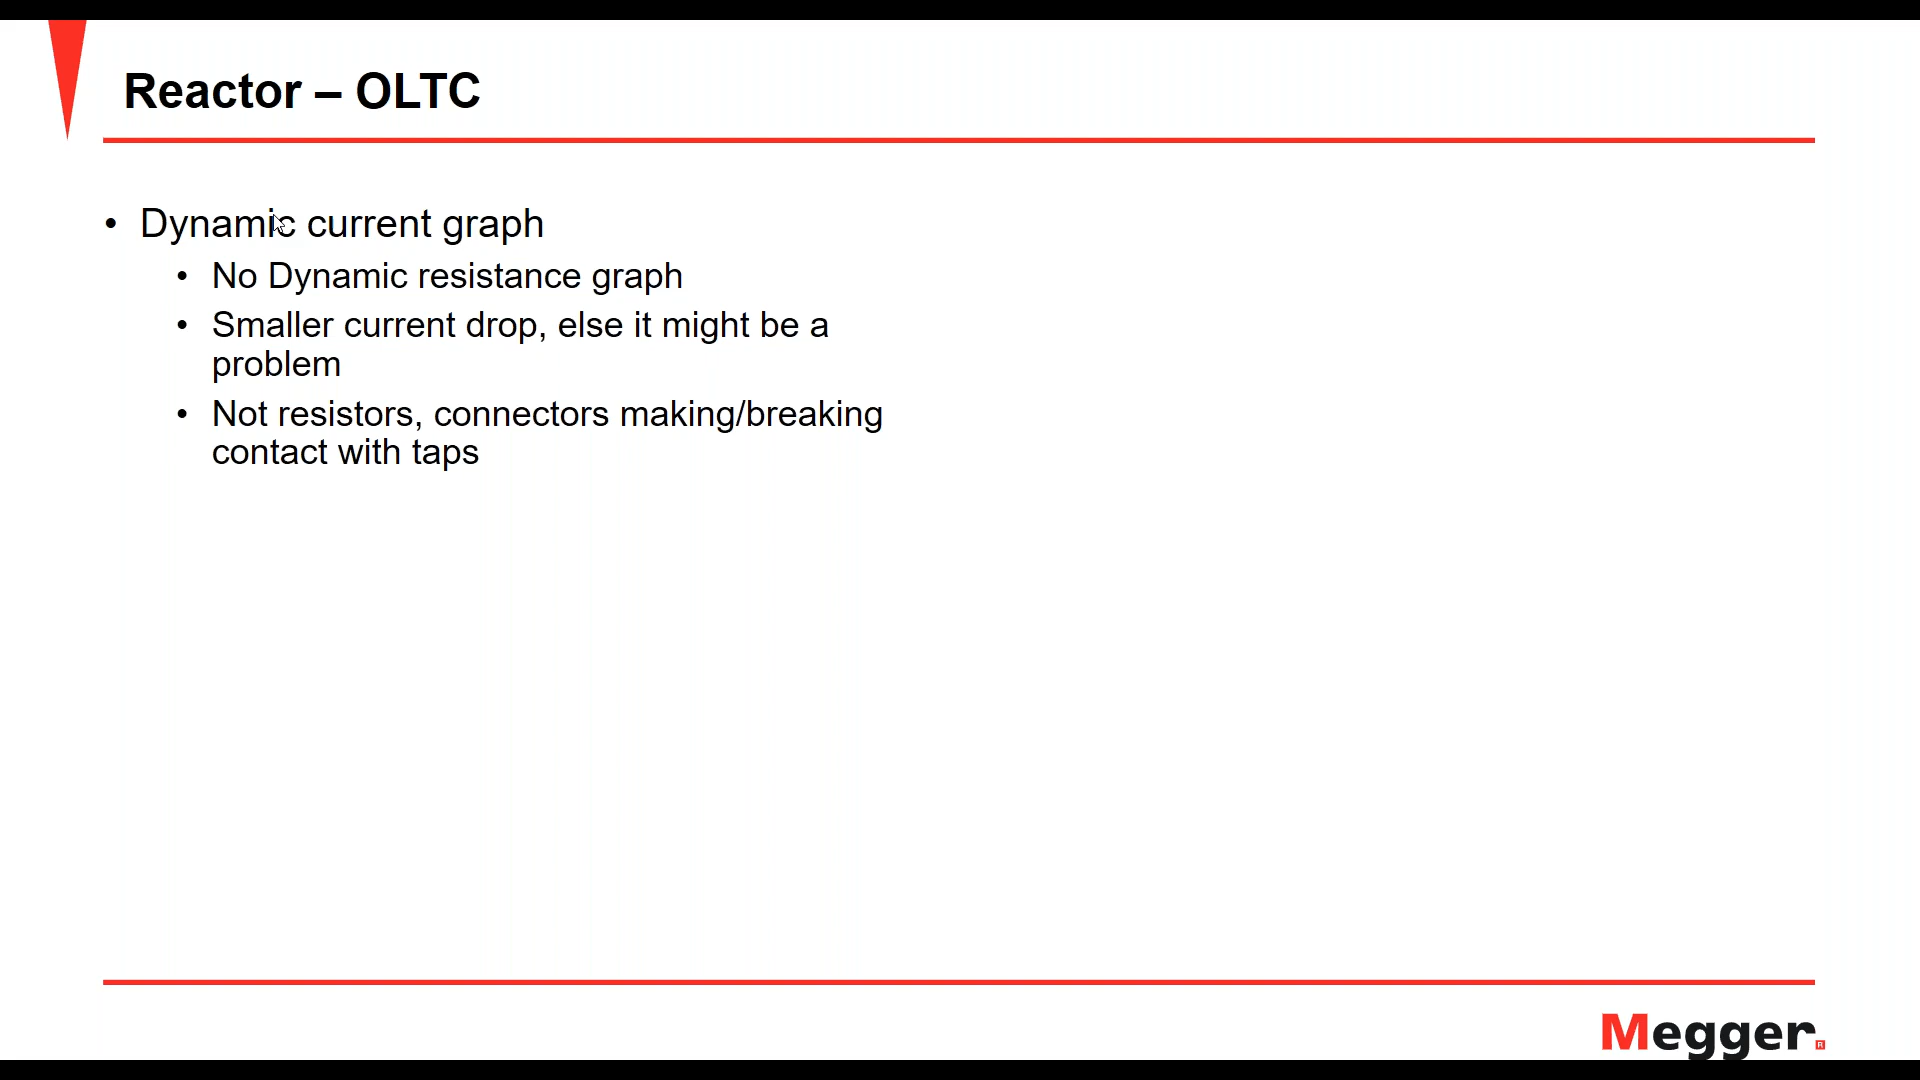 Reactor – OLTC
• Dynamic current graph
• No Dynamic resistance graph
• Smaller current drop, else it might be a
problem
• Not resistors, connectors making/breaking
contact with taps
Megger